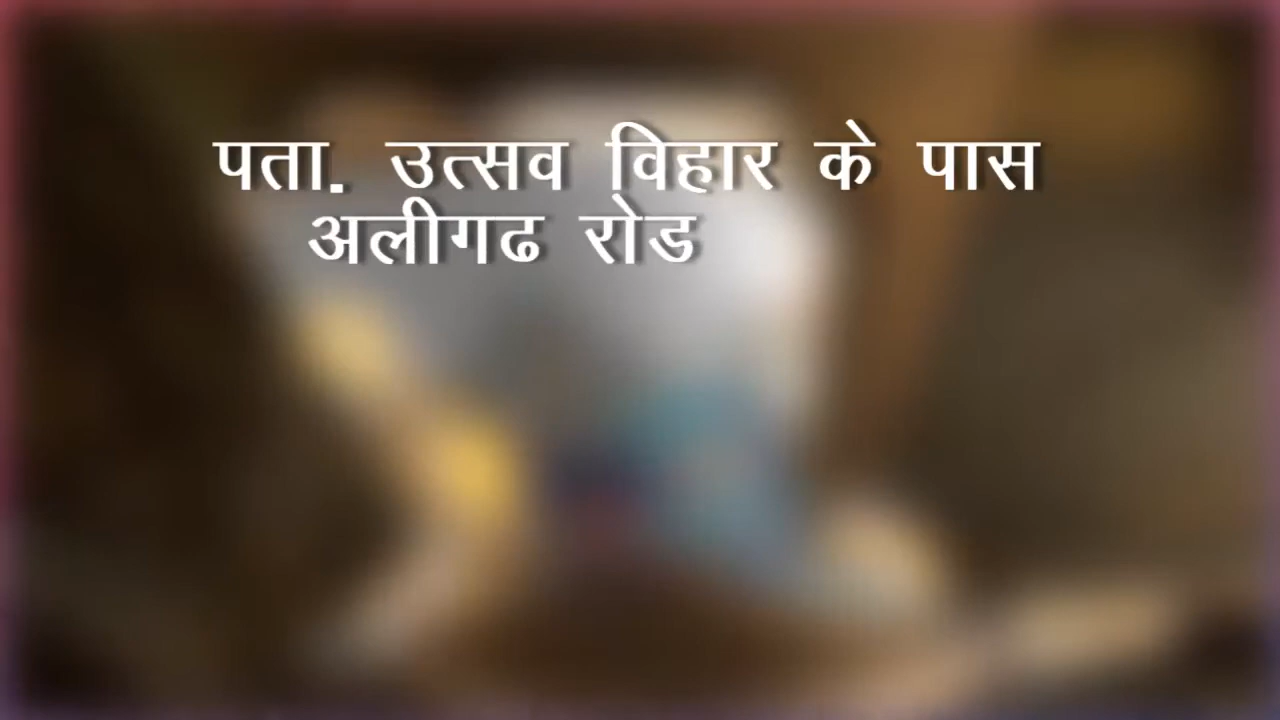 पता. उत्सव विहार के पास
अलीगढ रोड